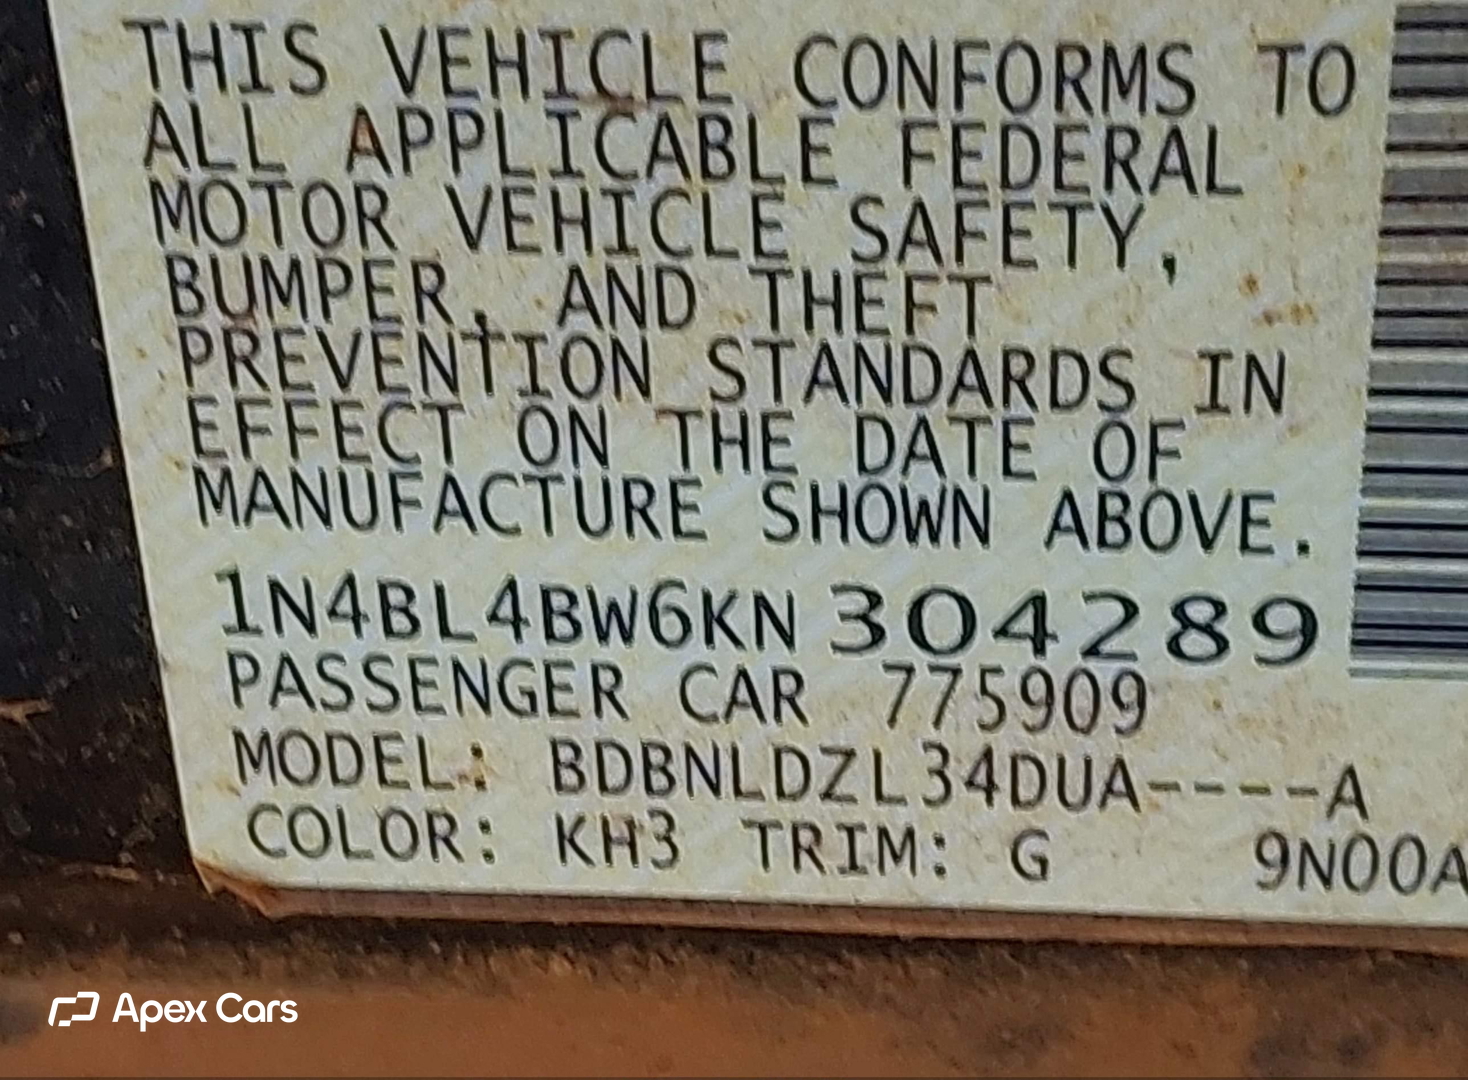 THIS VEHICLE CONFORMS TO
ALL APPLICABLE FEDERAL
MOTOR VEHICLE SAFETY,
BUMPER, AND THEFT
PREVENTION STANDARDS IN
EFFECT ON THE DATE OF
MANUFACTURE SHOWN ABOVE.
1N4BL4BW6KN304289
PASSENGER CAR 775909
MODEL: BDBNLDZL34DUA----A
COLOR: KH3 TRIM: G 9N00A
Apex Cars